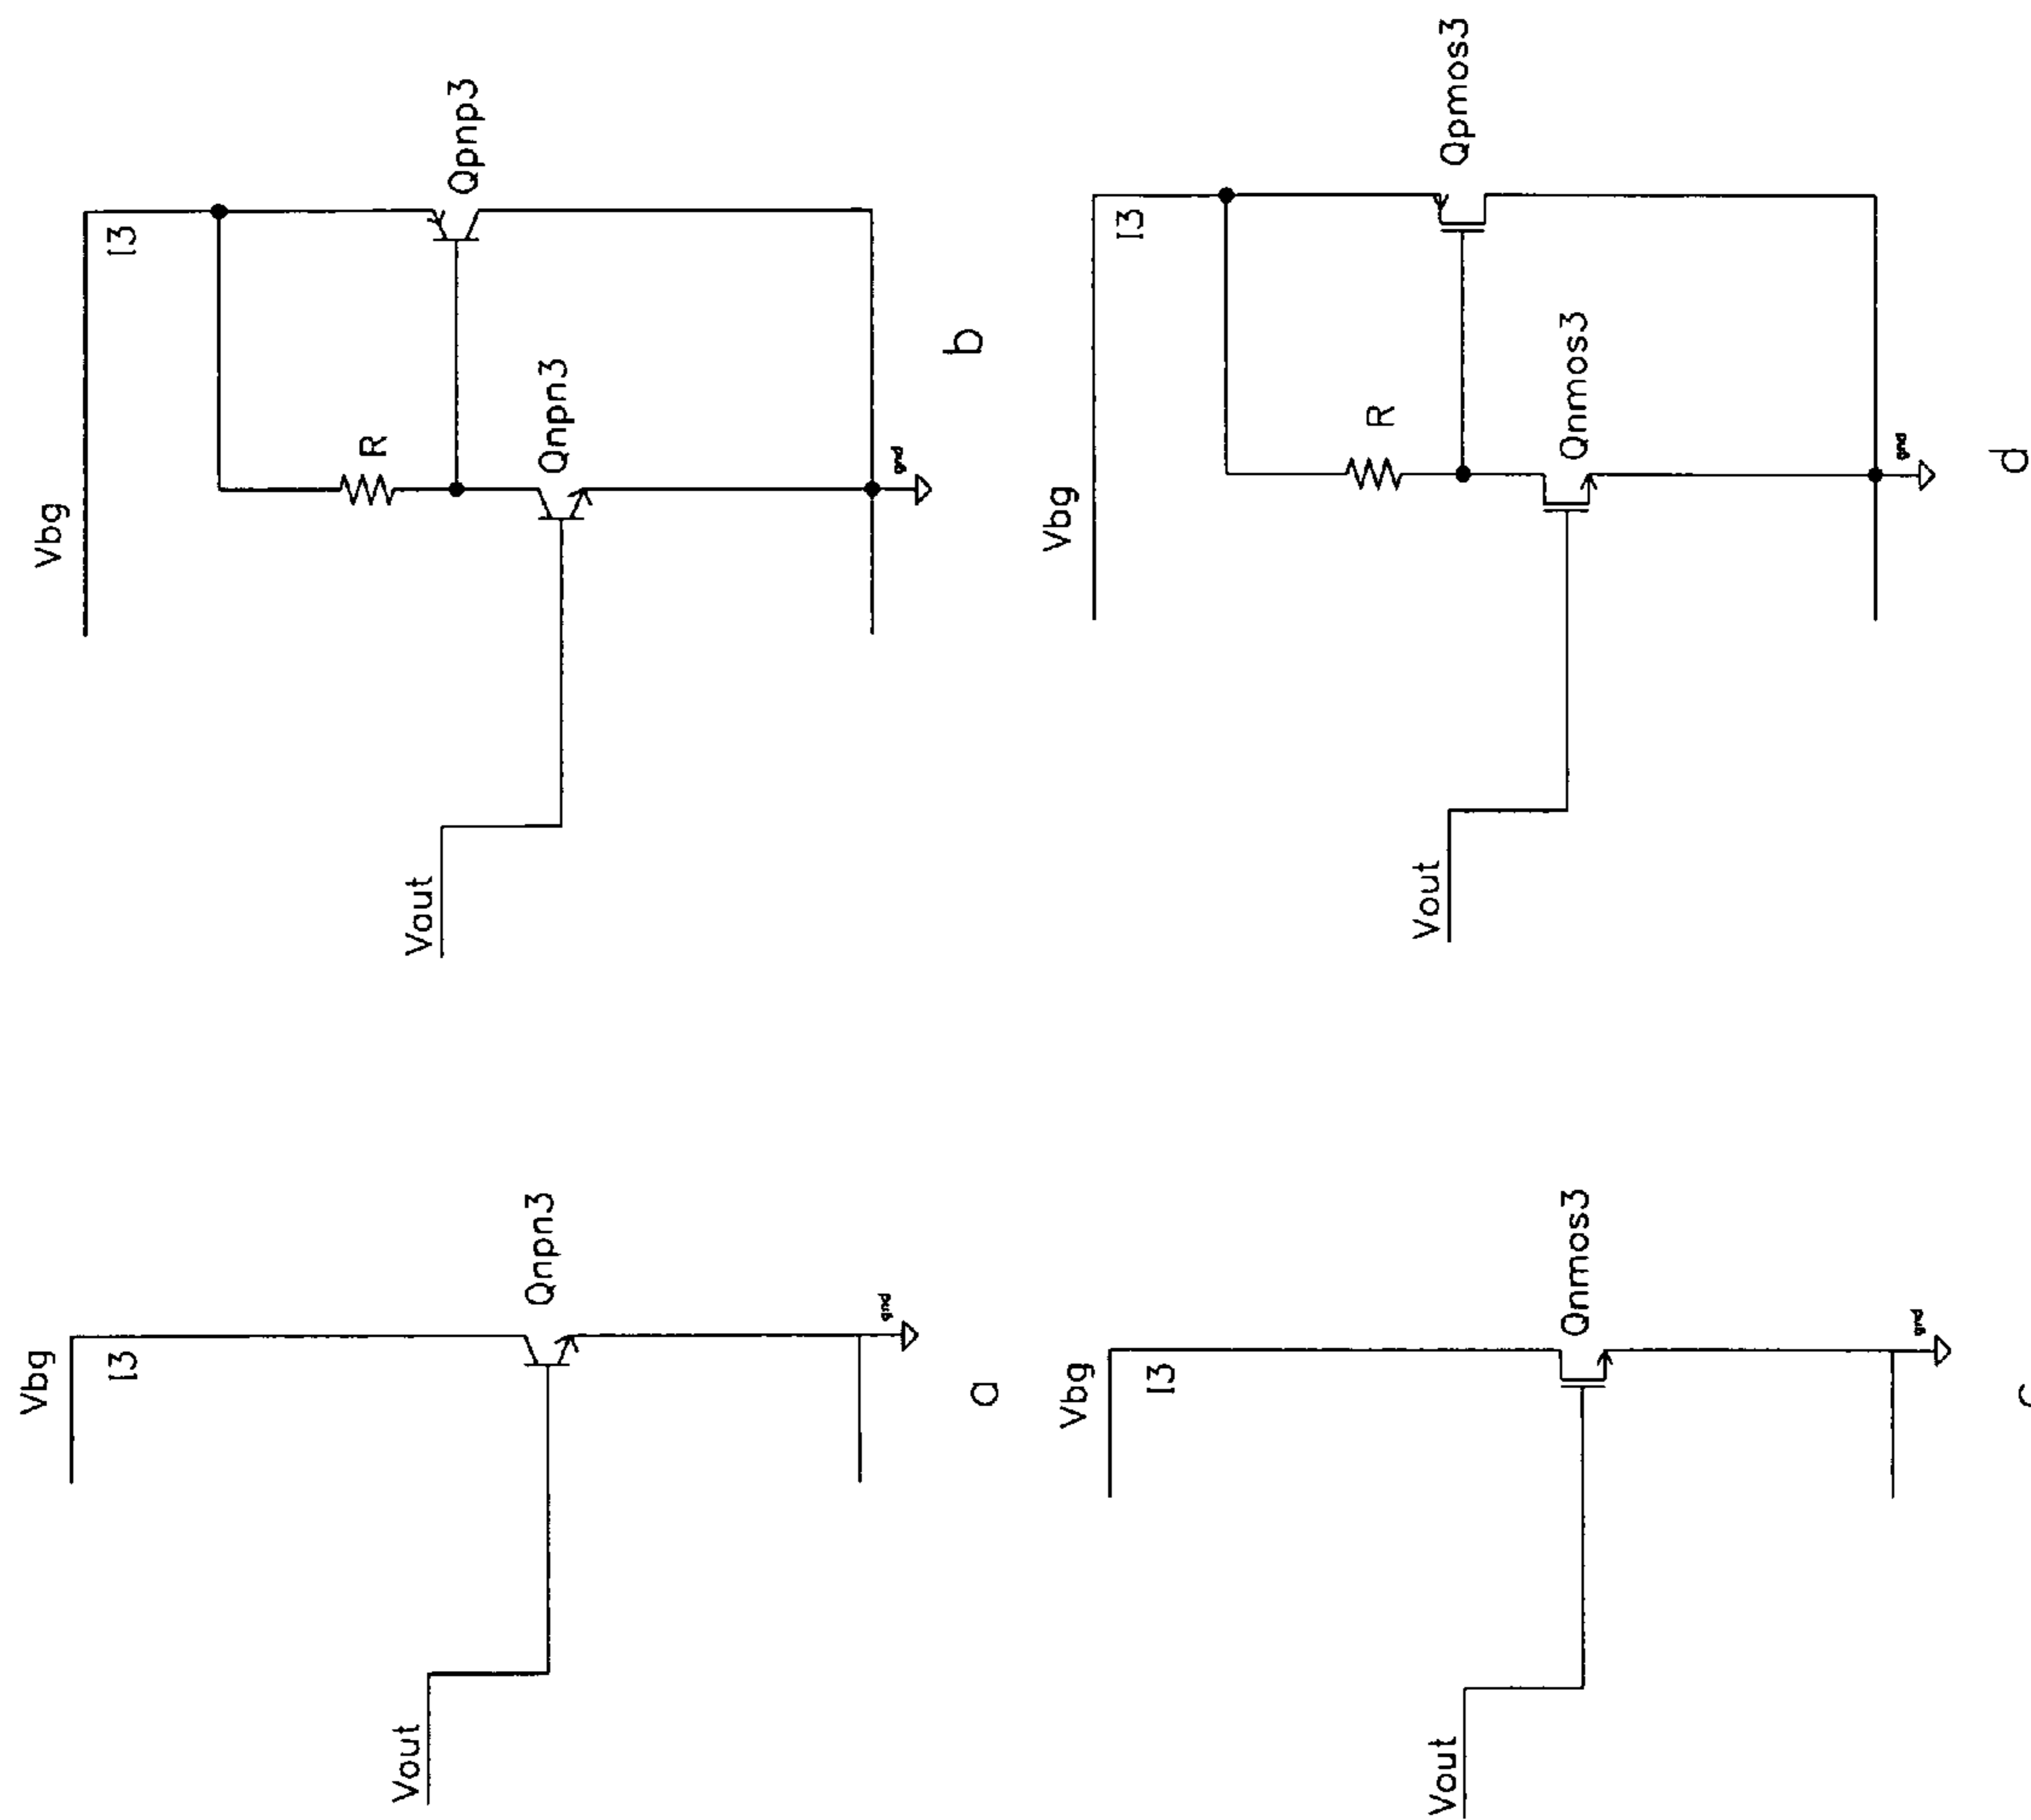 Vbg
I3
Vout
Qnpn3
gnd
a
Vbg
I3
R
Vout
Qpnp3
Qnpn3
gnd
b
Vbg
I3
Vout
Qnmos3
gnd
c
Vbg
I3
R
Vout
Qpmos3
Qnmos3
gnd
d